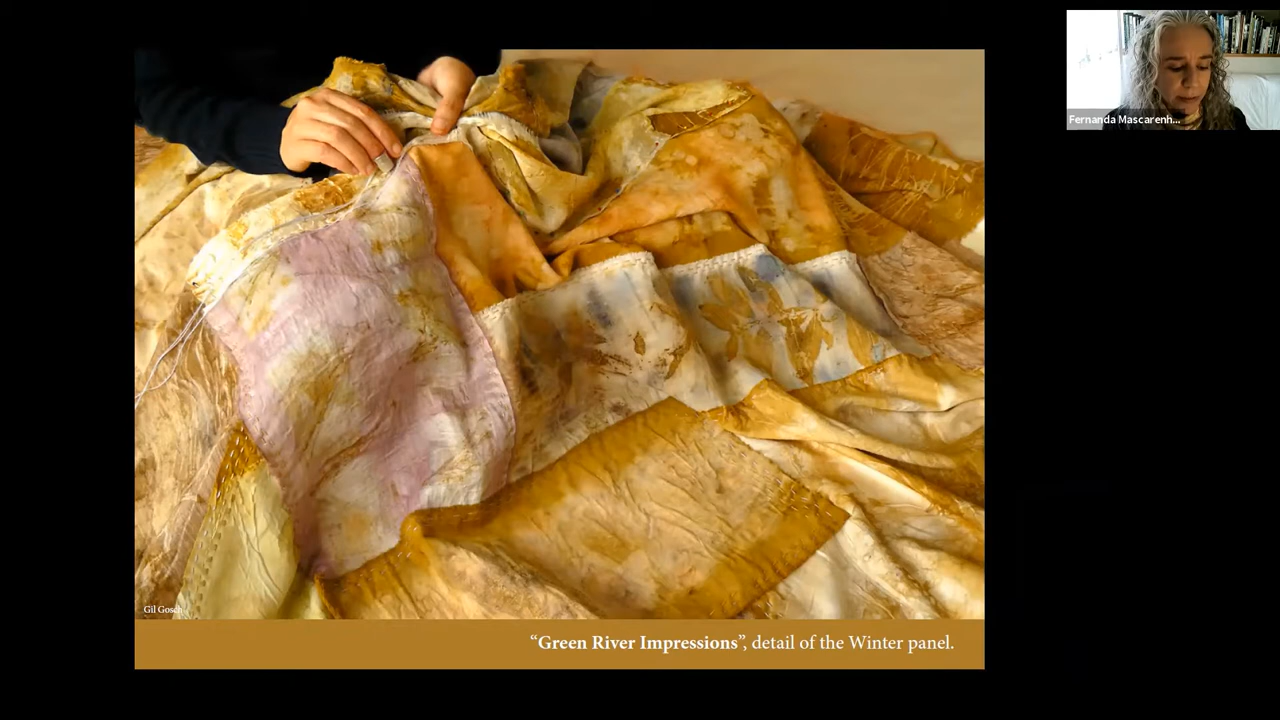 Fernanda Mascarenh...
Gil Gosch
“Green River Impressions”, detail of the Winter panel.